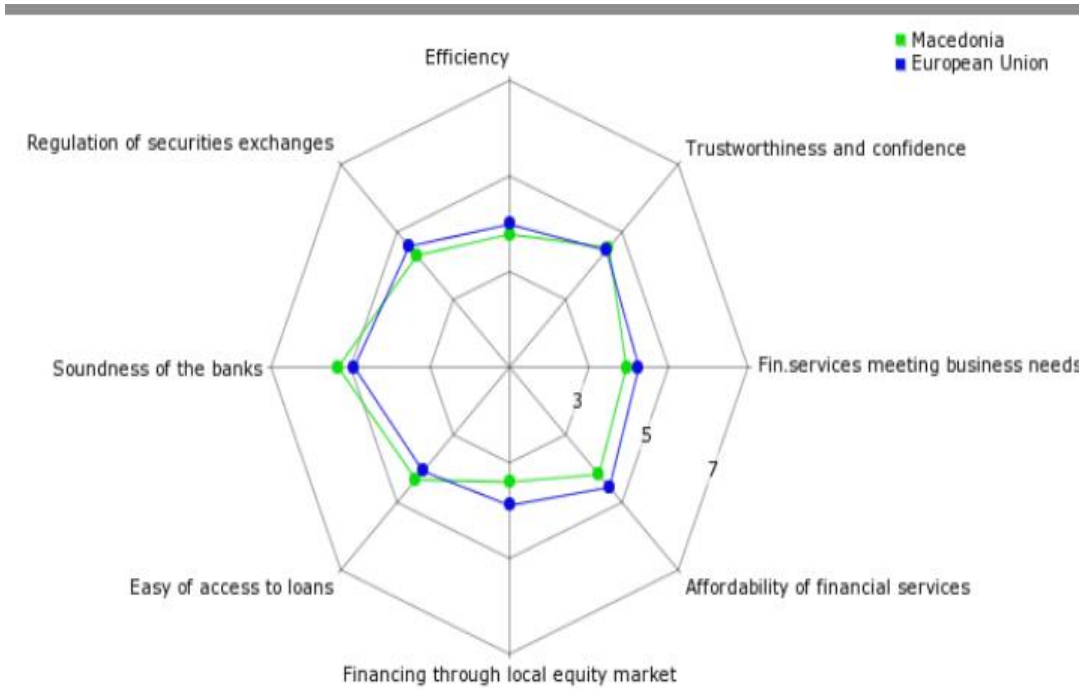 Macedonia
European Union
Efficiency
Regulation of securities exchanges
Trustworthiness and confidence
Soundness of the banks
Fin.services meeting business needs
3
5
7
Easy of access to loans
Affordability of financial services
Financing through local equity market